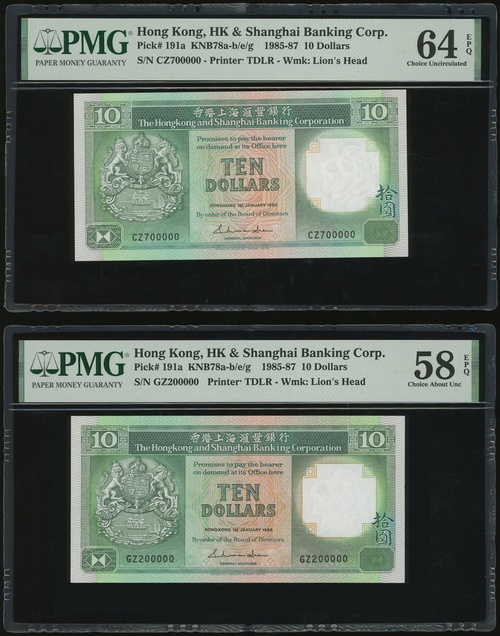 PMG
PAPER MONEY GUARANTY
Hong Kong, HK & Shanghai Banking Corp.
Pick# 191a KNB78a-b/e/g 1985-87 10 Dollars
S/N CZ700000 - Printer: TDLR - Wmk: Lion's Head
64 EPQ
Choice Uncirculated
10
香港上海滙豐銀行
10
The Hongkong and Shanghai Banking Corporation
Promises to pay the bearer
on demand at its Office here
TEN
DOLLARS
HONGKONG 1st JANUARY 1986
By order of the Board of Directors
拾圓
CZ700000
GENERAL MANAGER
CZ700000
PMG
PAPER MONEY GUARANTY
Hong Kong, HK & Shanghai Banking Corp.
Pick# 191a KNB78a-b/e/g 1985-87 10 Dollars
S/N GZ200000 Printer: TDLR - Wmk: Lion's Head
58 EPQ
Choice About Unc
10
香港上海滙豐銀行
10
The Hongkong and Shanghai Banking Corporation
Promises to pay the bearer
on demand at its Office here
TEN
DOLLARS
HONGKONG 1st JANUARY 1986
By order of the Board of Directors
拾圓
GZ200000
GENERAL MANAGER
GZ200000